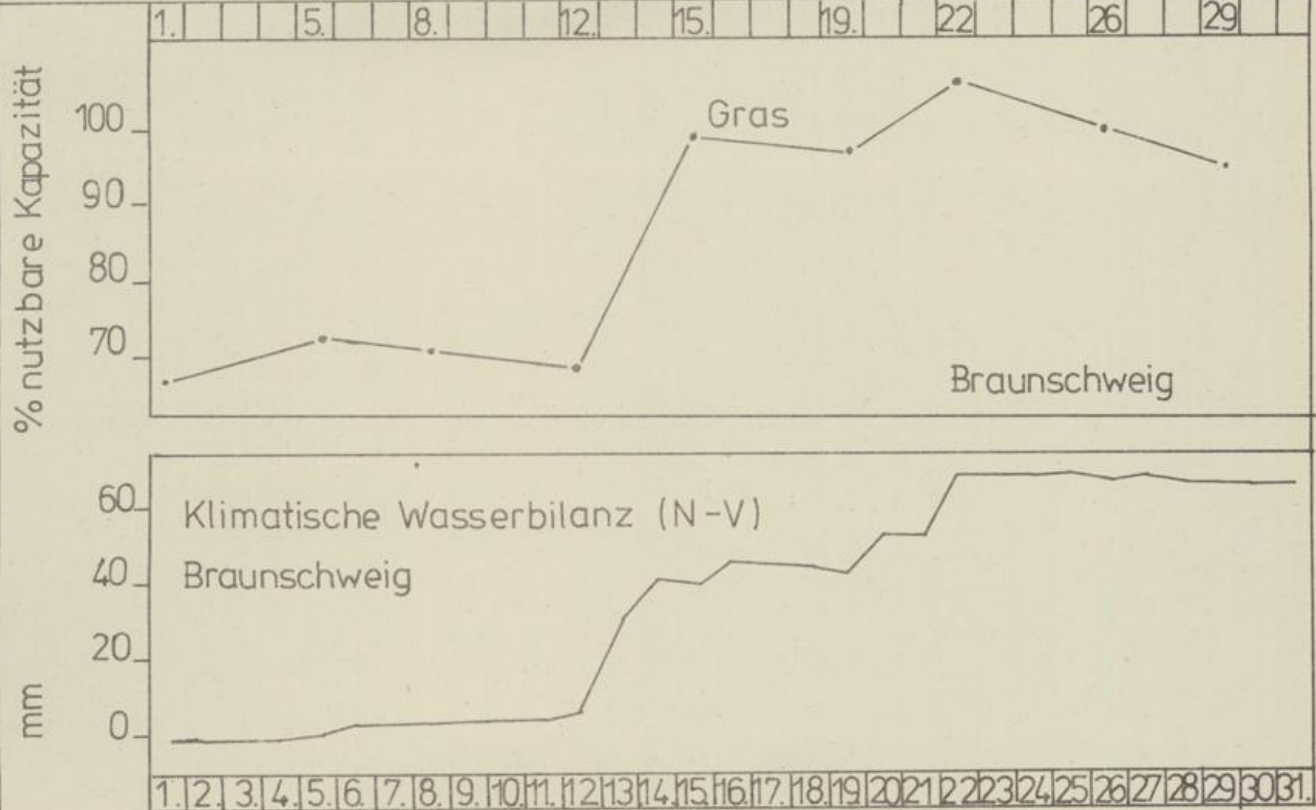 1. 5. 8. 12. 15. 19. 22 26 29
% nutzbare Kapazität
100
90
80
70
Gras
Braunschweig
mm
60
40
20
0
Klimatische Wasserbilanz (N-V)
Braunschweig
1. 2. 3. 4. 5. 6. 7. 8. 9. 10. 11. 12. 13. 14. 15. 16. 17. 18. 19. 20 21 22 23 24 25 26 27 28 29 30 31